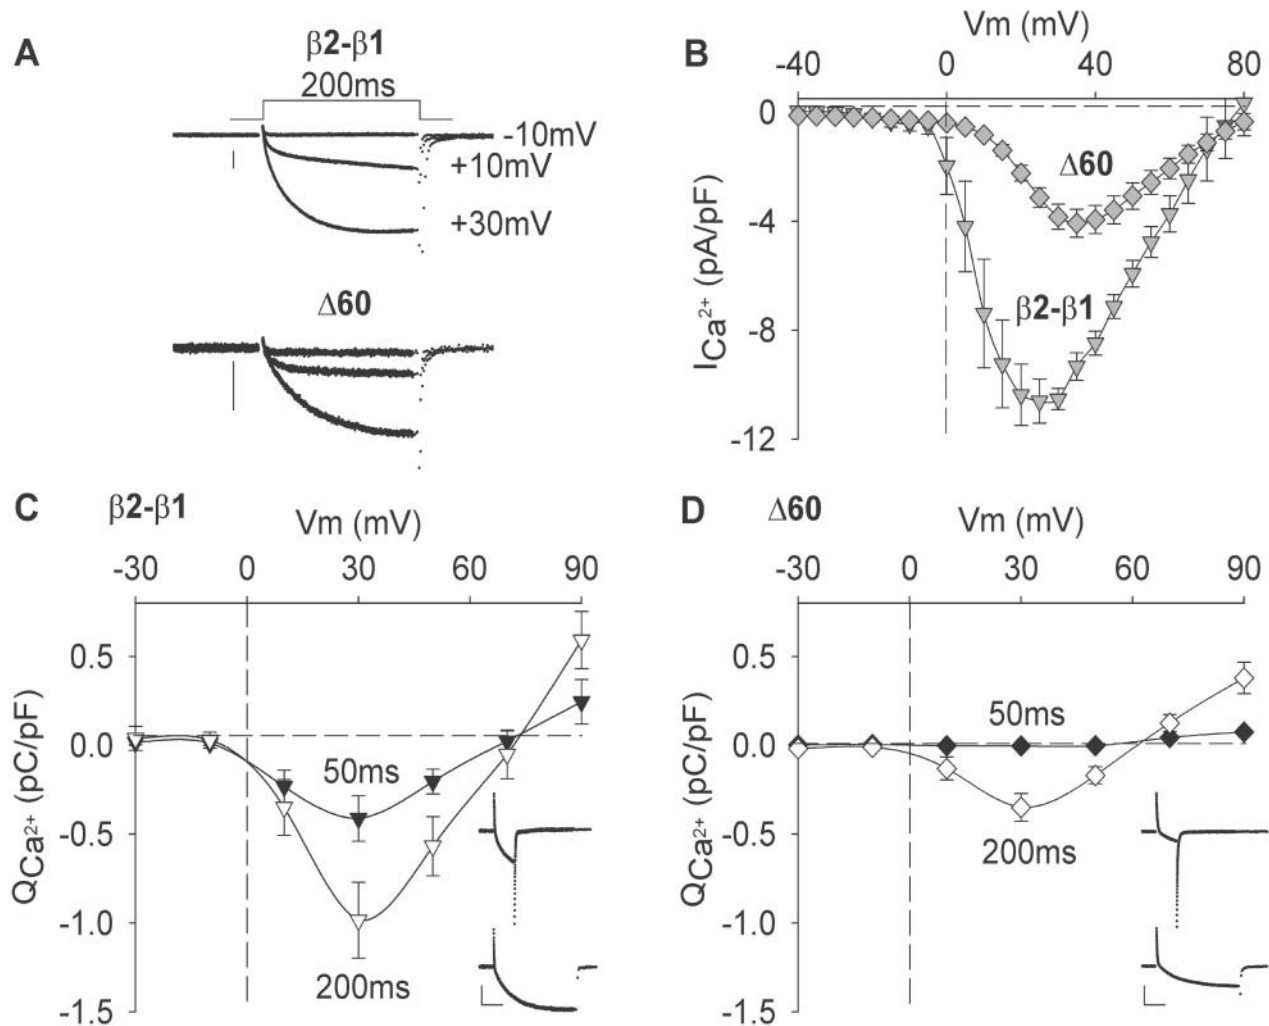 A
β2-β1
200ms
-10mV
+10mV
+30mV
Δ60
B
Vm (mV)
-40 0 40 80
0
-4
-8
-12
ICa2+ (pA/pF)
Δ60
β2-β1
C β2-β1
Vm (mV)
-30 0 30 60 90
0.5
0.0
-0.5
-1.0
-1.5
QCa2+ (pC/pF)
50ms
200ms
D Δ60
Vm (mV)
-30 0 30 60 90
0.5
0.0
-0.5
-1.0
-1.5
QCa2+ (pC/pF)
50ms
200ms